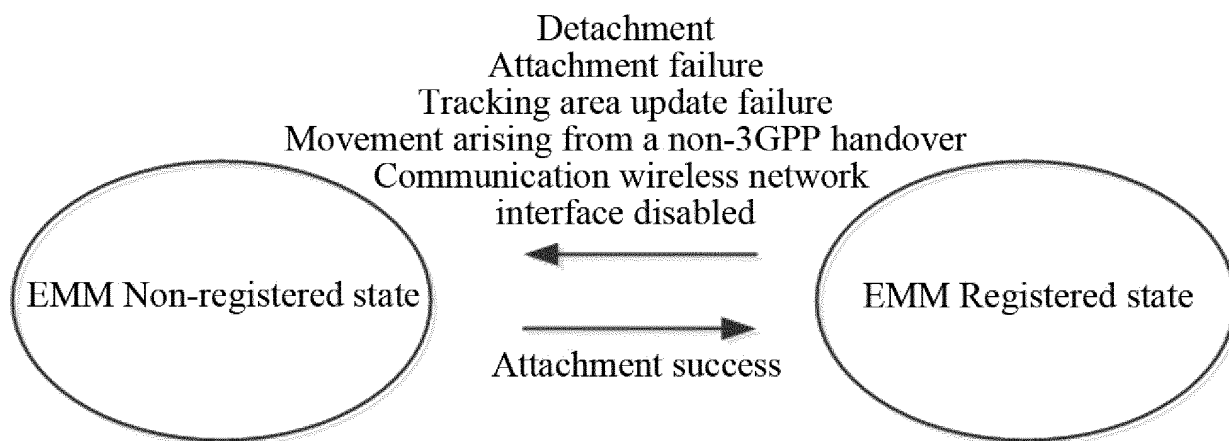 Detachment
Attachment failure
Tracking area update failure
Movement arising from a non-3GPP handover
Communication wireless network
interface disabled
EMM Non-registered state
EMM Registered state
Attachment success